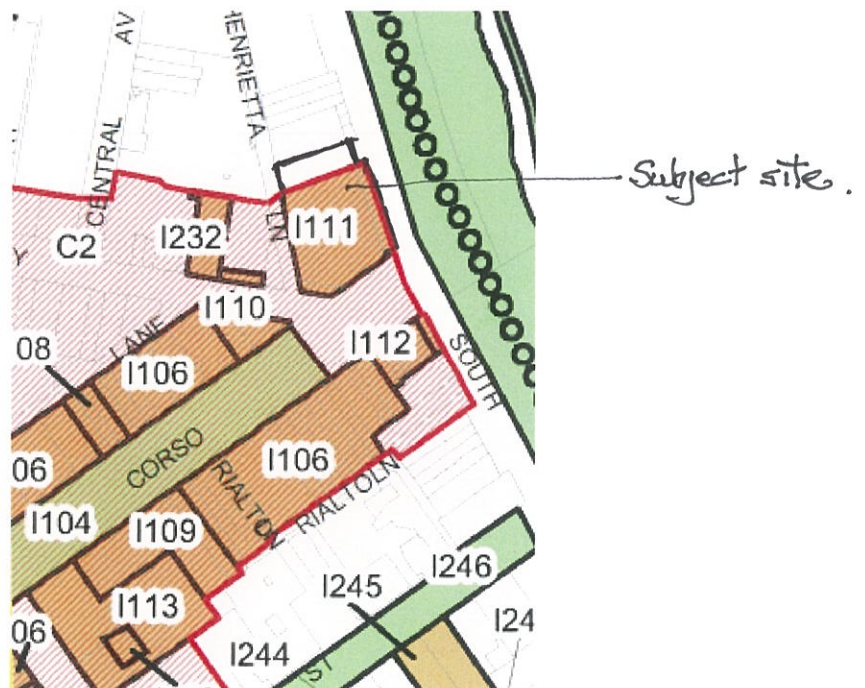 AV
HENRIETTA
CENTRAL
Subject site.
I232
LN
I111
C2
Y
I110
08
LANE
I106
I112
SOUTH
CORSO
06
RIALTO
I106
RIALTO LN
I104
I109
I246
I245
I113
I24
06
I244
ST